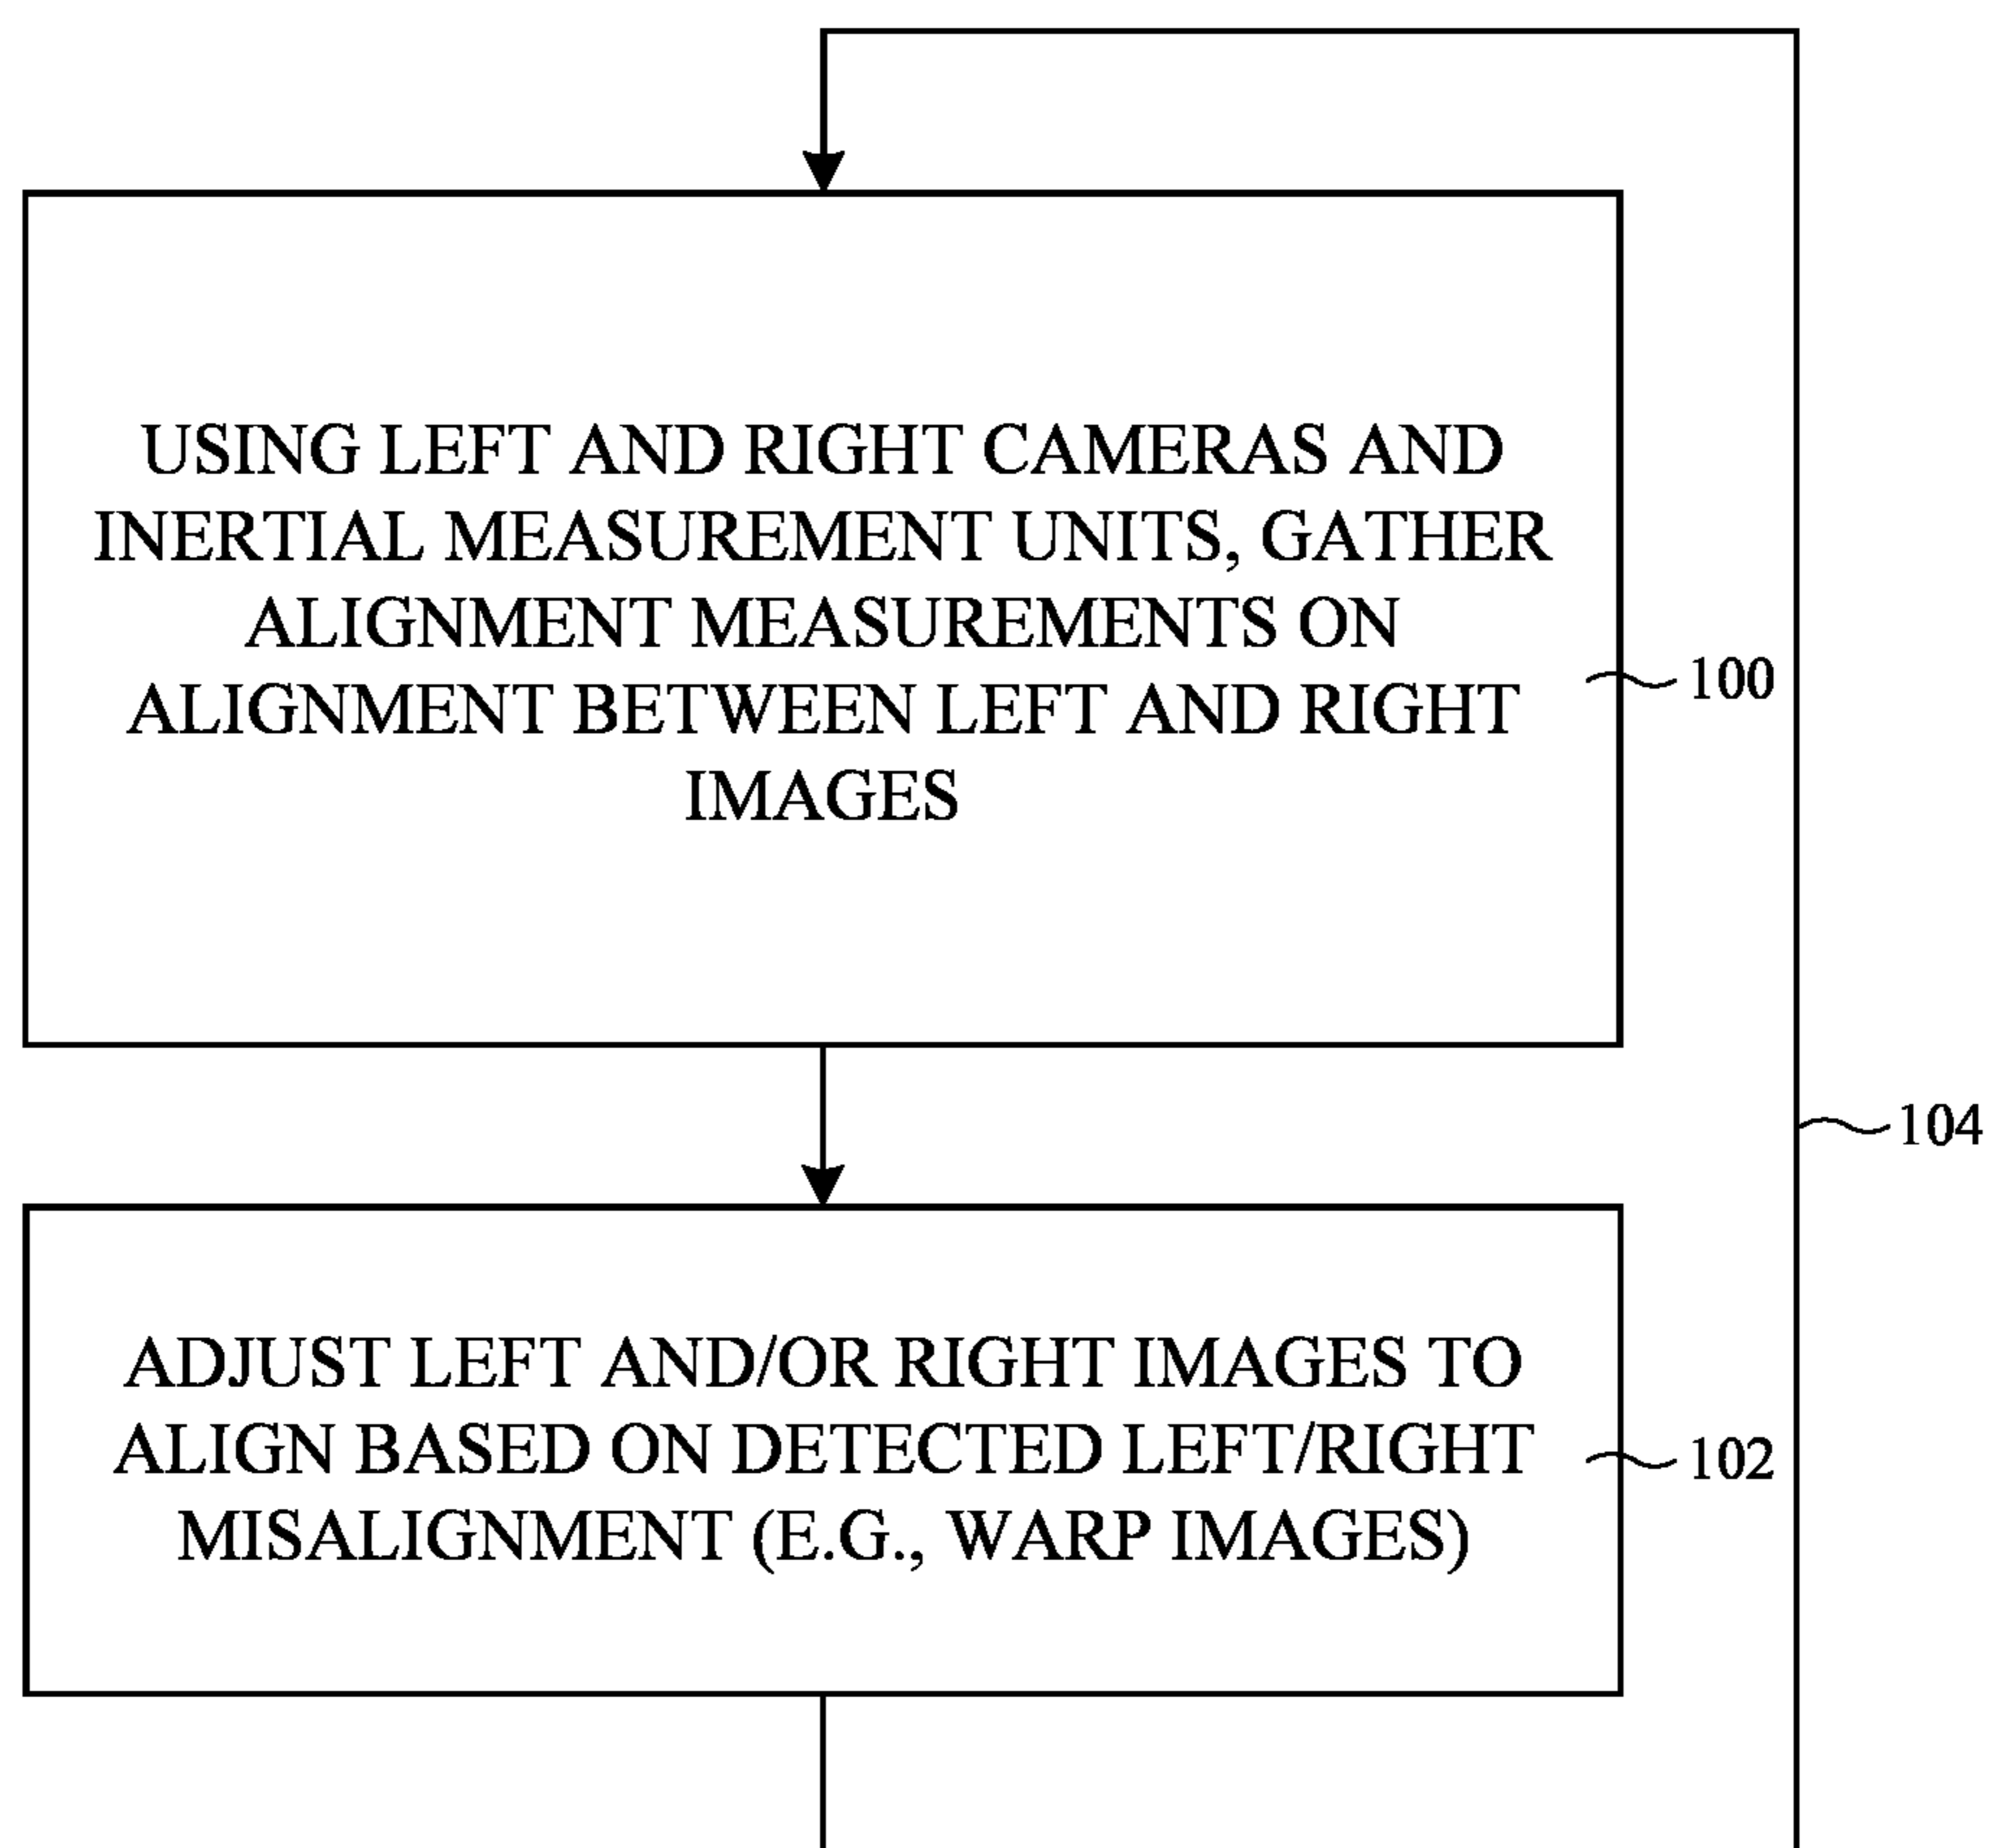 USING LEFT AND RIGHT CAMERAS AND
INERTIAL MEASUREMENT UNITS, GATHER
ALIGNMENT MEASUREMENTS ON
ALIGNMENT BETWEEN LEFT AND RIGHT
IMAGES
100
104
ADJUST LEFT AND/OR RIGHT IMAGES TO
ALIGN BASED ON DETECTED LEFT/RIGHT
MISALIGNMENT (E.G., WARP IMAGES)
102